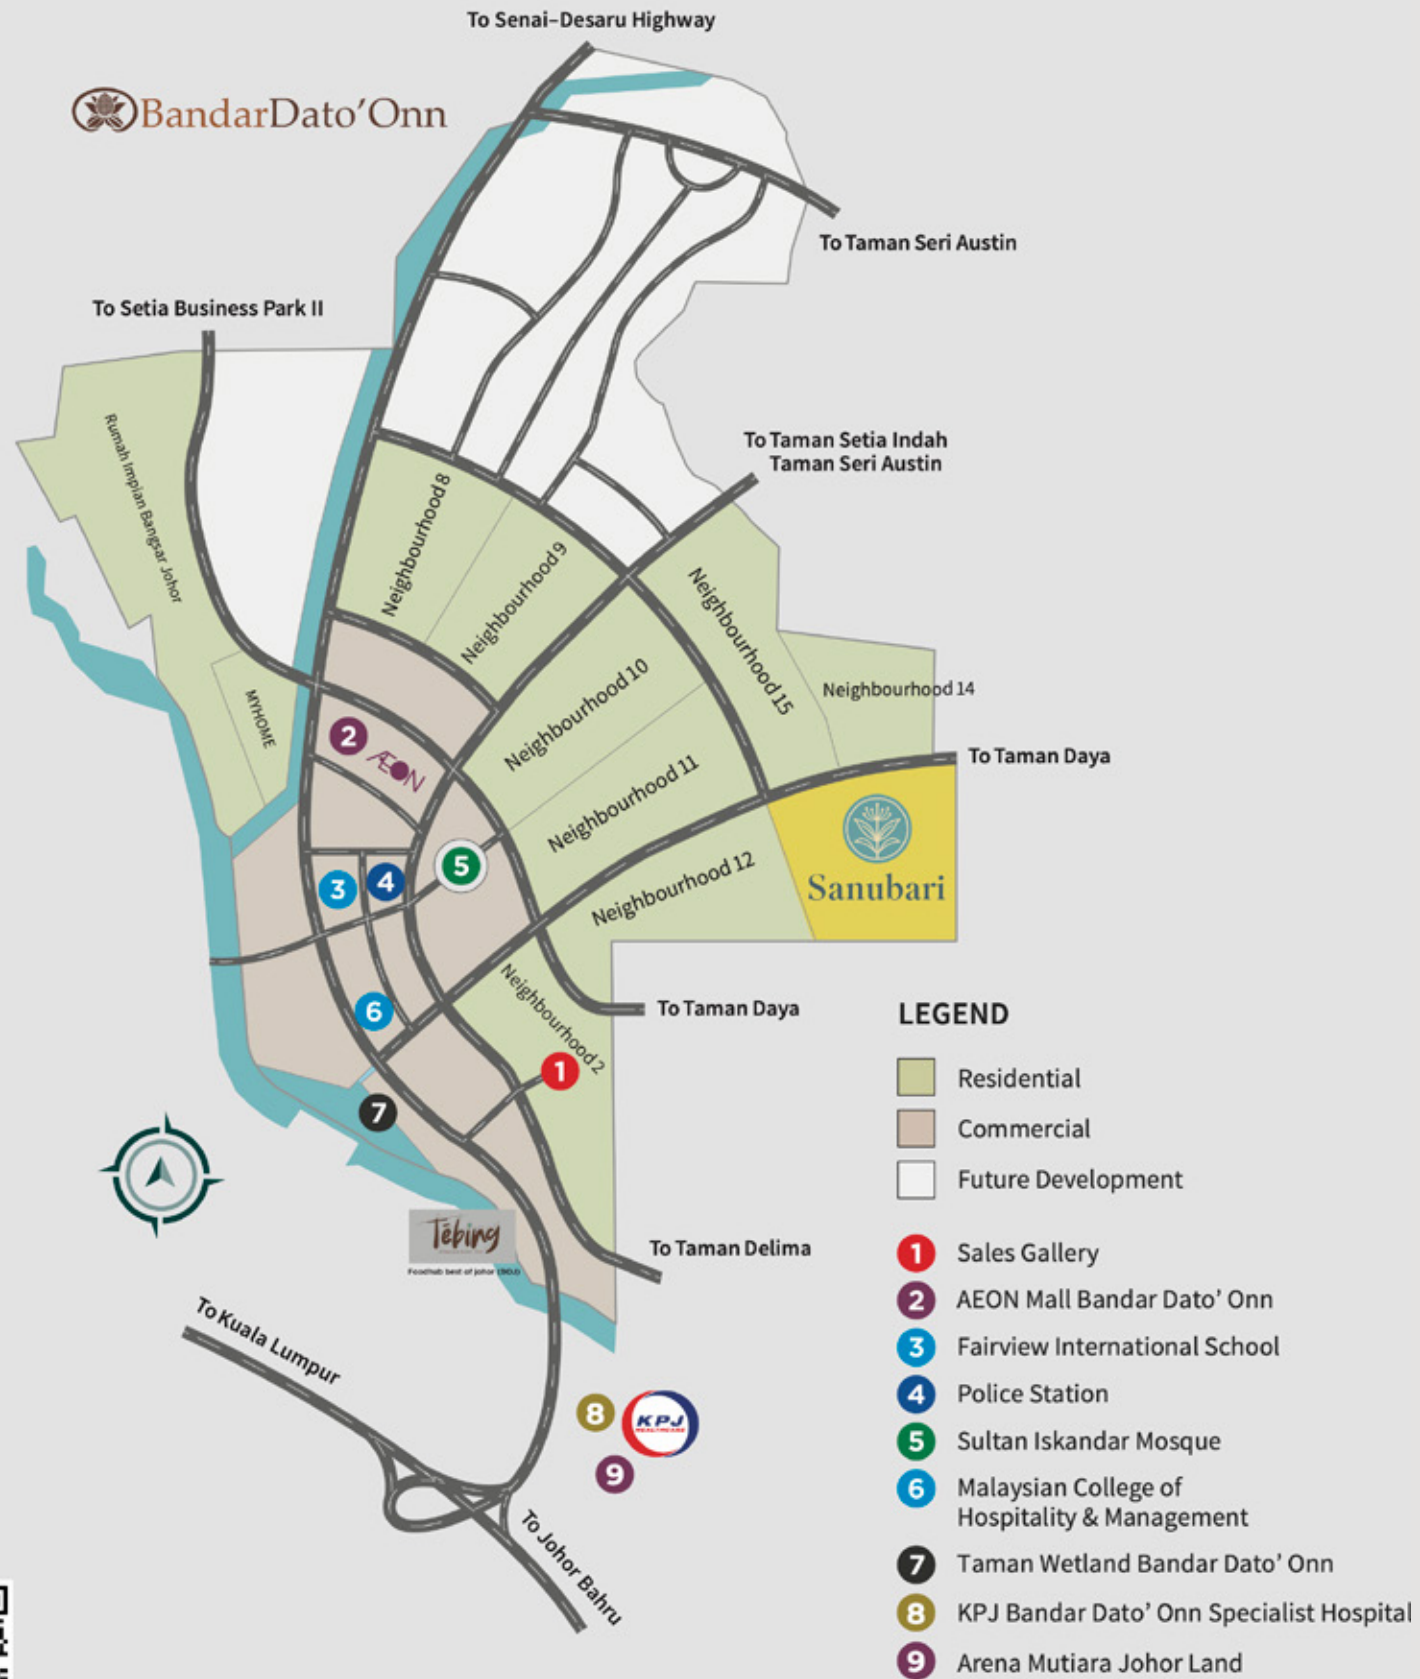 To Senai–Desaru Highway
BandarDato'Onn
To Taman Seri Austin
To Setia Business Park II
To Taman Setia Indah
Taman Seri Austin
Rumah Impian Bangsar Johor
Neighbourhood 8
Neighbourhood 9
Neighbourhood 15
Neighbourhood 10
Neighbourhood 14
MYHOME
2
AEON
To Taman Daya
Neighbourhood 11
Sanubari
5
4
3
Neighbourhood 12
Neighbourhood 2
6
To Taman Daya
1
7
Tebing
Foodhub best of johor (BOJ)
To Taman Delima
To Kuala Lumpur
8
KPJ
HEALTHCARE
9
To Johor Bahru
LEGEND
Residential
Commercial
Future Development
1 Sales Gallery
2 AEON Mall Bandar Dato' Onn
3 Fairview International School
4 Police Station
5 Sultan Iskandar Mosque
6 Malaysian College of
Hospitality & Management
7 Taman Wetland Bandar Dato' Onn
8 KPJ Bandar Dato' Onn Specialist Hospital
9 Arena Mutiara Johor Land